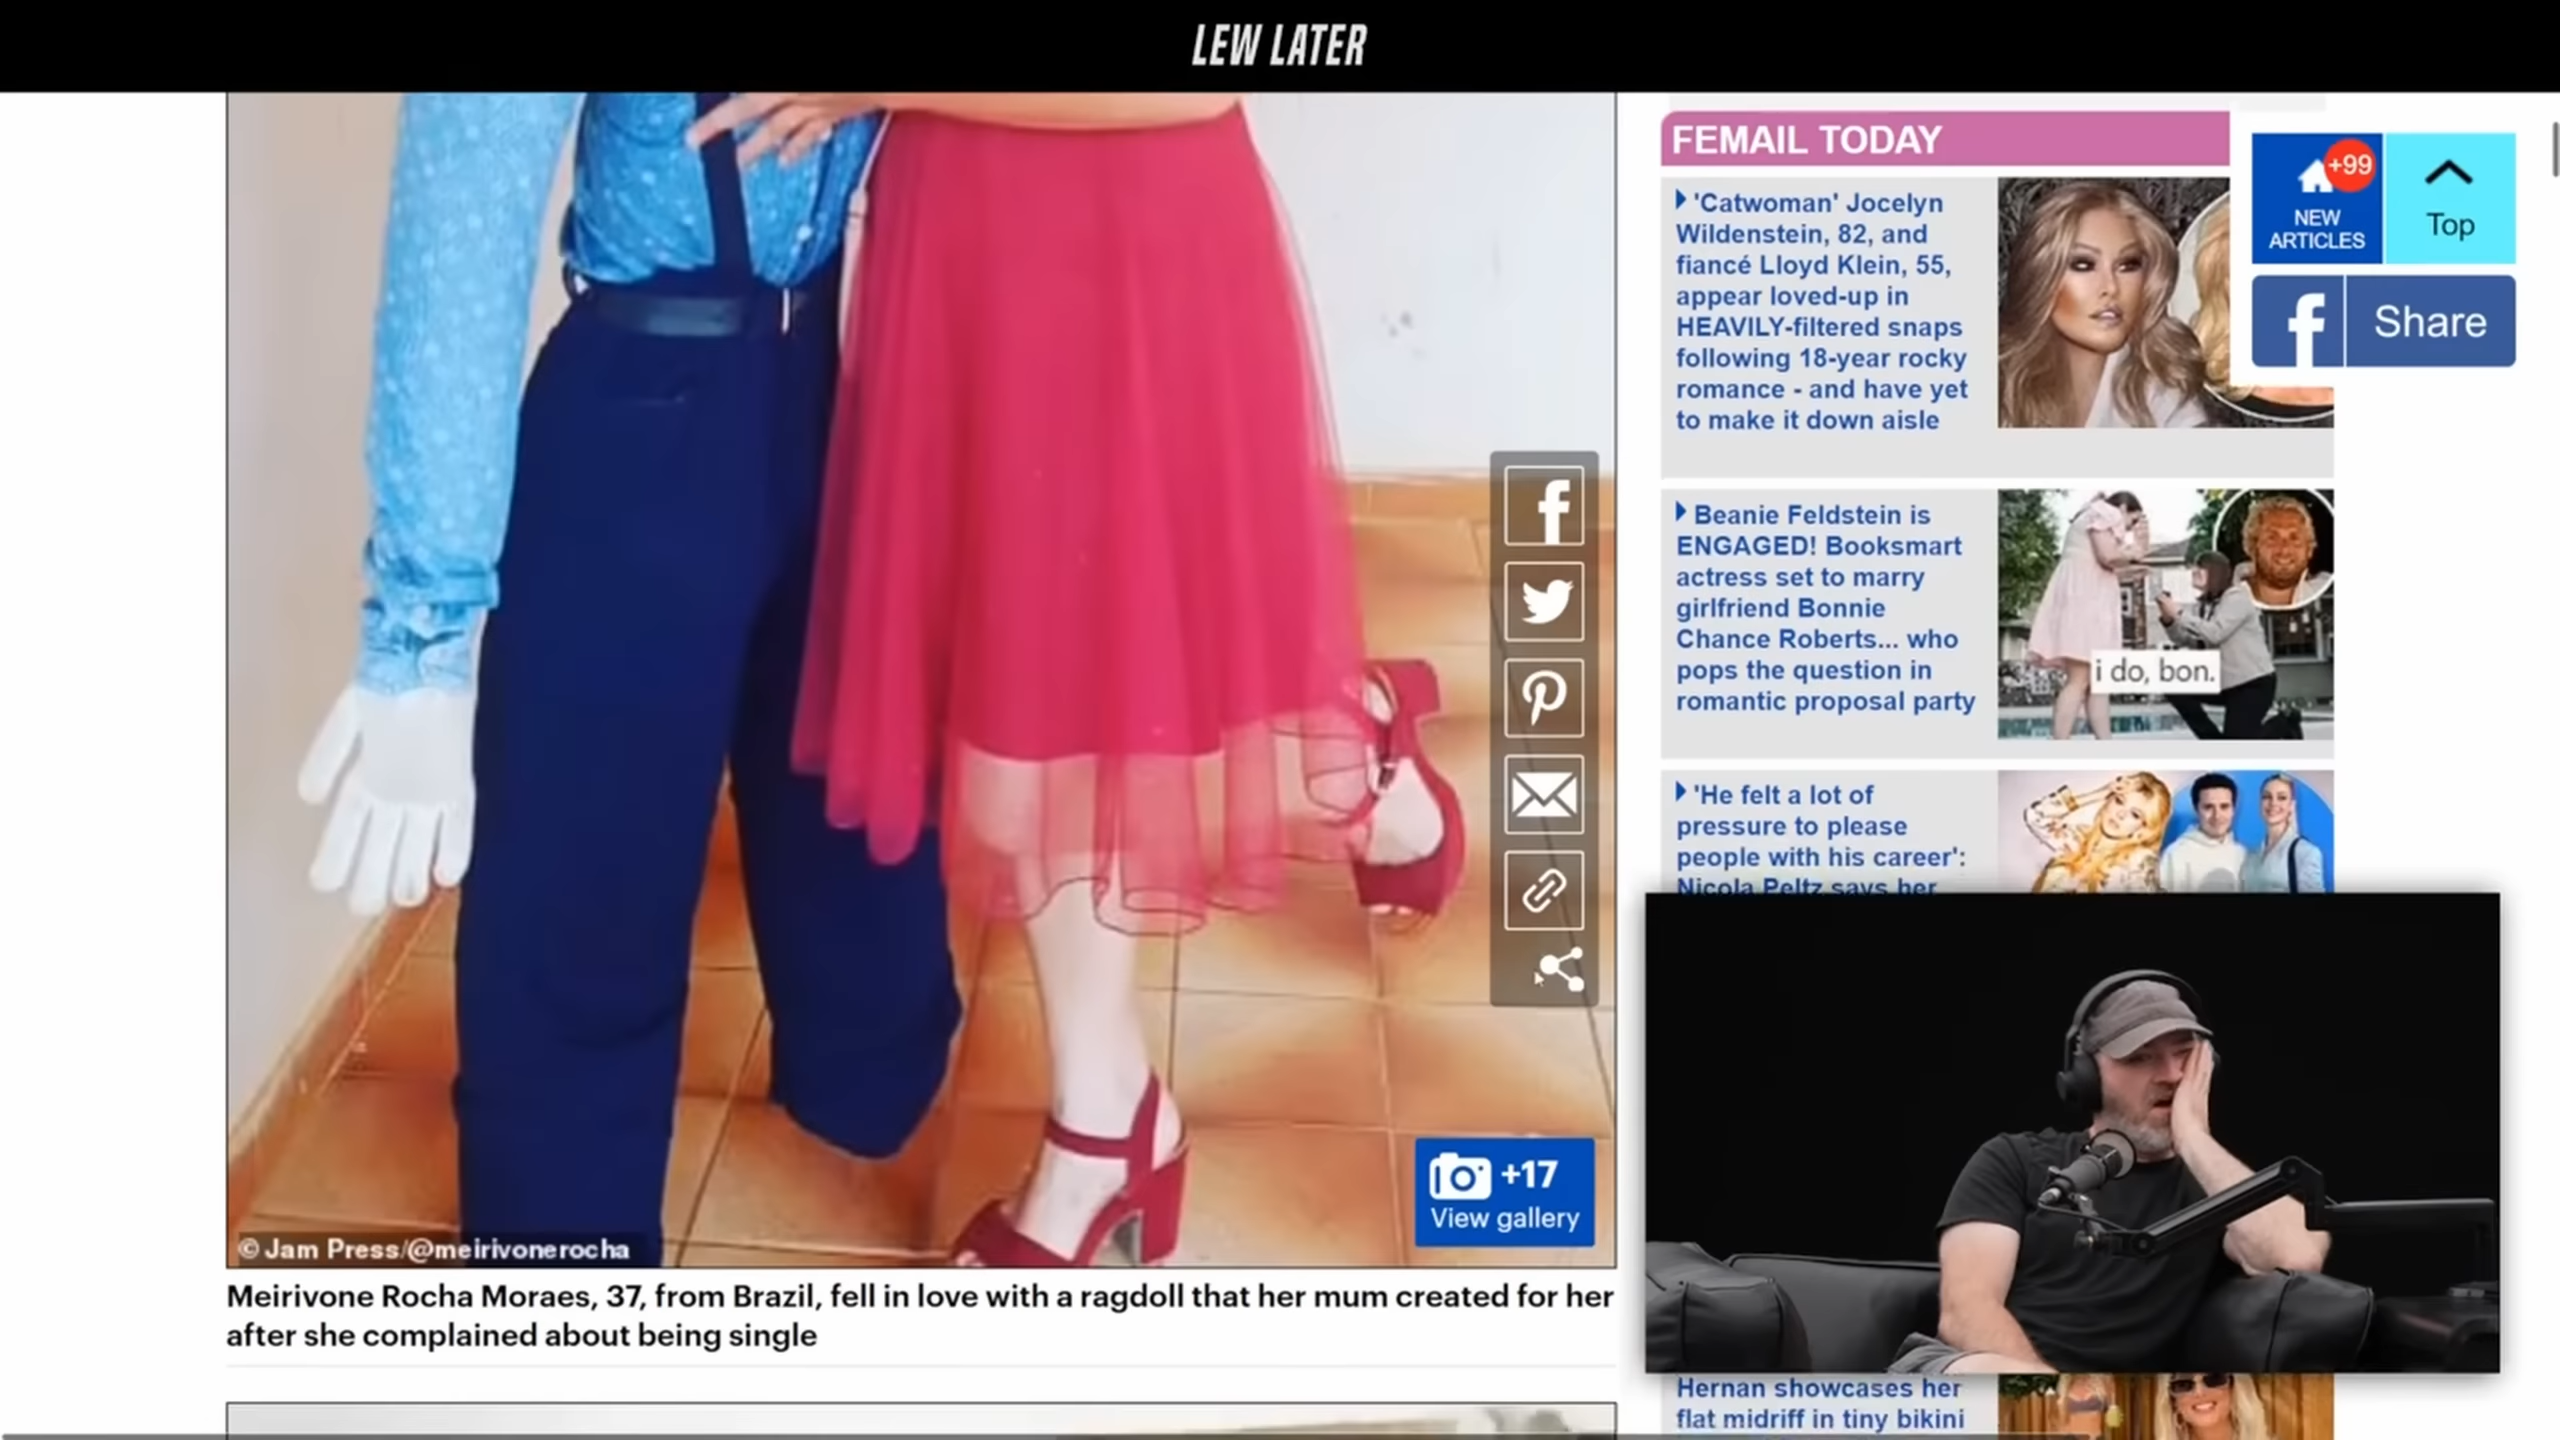 LEW LATER
© Jam Press/@meirivonerocha
+17
View gallery
Meirivone Rocha Moraes, 37, from Brazil, fell in love with a ragdoll that her mum created for her
after she complained about being single
FEMAIL TODAY
'Catwoman' Jocelyn
Wildenstein, 82, and
fiancé Lloyd Klein, 55,
appear loved-up in
HEAVILY-filtered snaps
following 18-year rocky
romance - and have yet
to make it down aisle
Beanie Feldstein is
ENGAGED! Booksmart
actress set to marry
girlfriend Bonnie
Chance Roberts... who
pops the question in
romantic proposal party
i do, bon.
'He felt a lot of
pressure to please
people with his career':
Nicola Peltz says her
Hernan showcases her
flat midriff in tiny bikini
+99
NEW
ARTICLES
Top
f Share